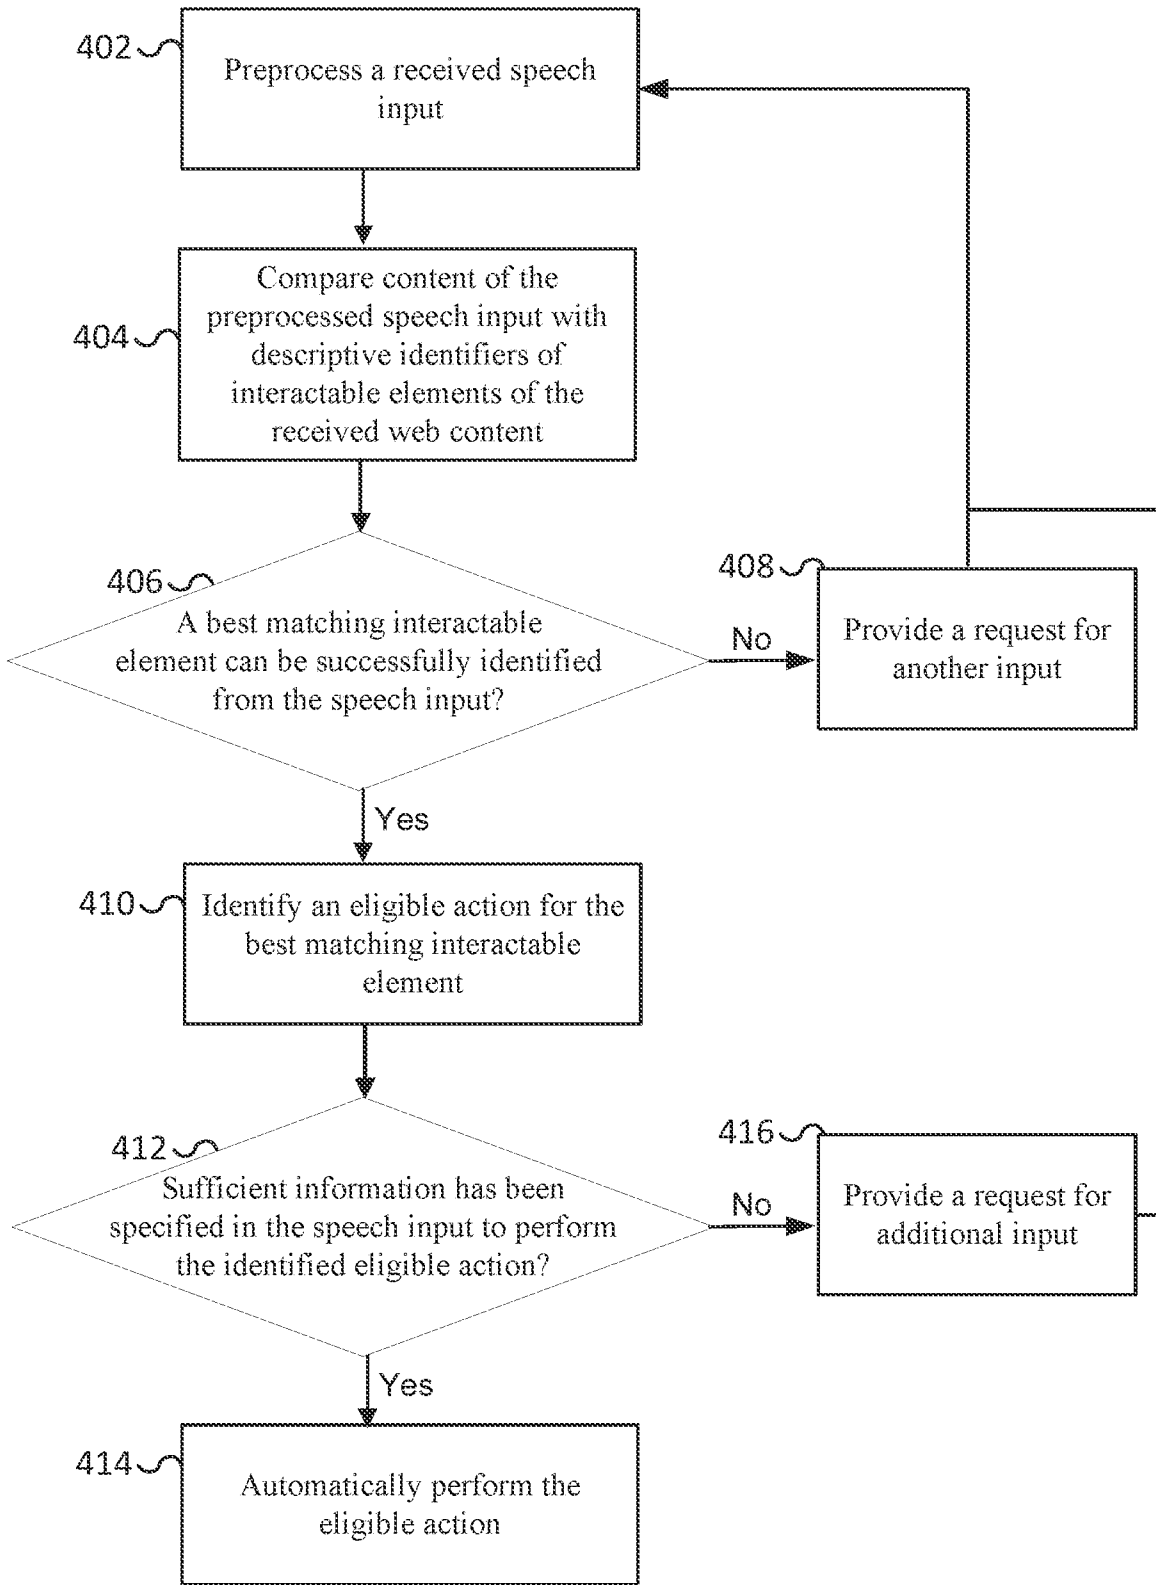 402
Preprocess a received speech
input
404
Compare content of the
preprocessed speech input with
descriptive identifiers of
interactable elements of the
received web content
406
A best matching interactable
element can be successfully identified
from the speech input?
No
408
Provide a request for
another input
Yes
410
Identify an eligible action for the
best matching interactable
element
412
Sufficient information has been
specified in the speech input to perform
the identified eligible action?
No
416
Provide a request for
additional input
Yes
414
Automatically perform the
eligible action